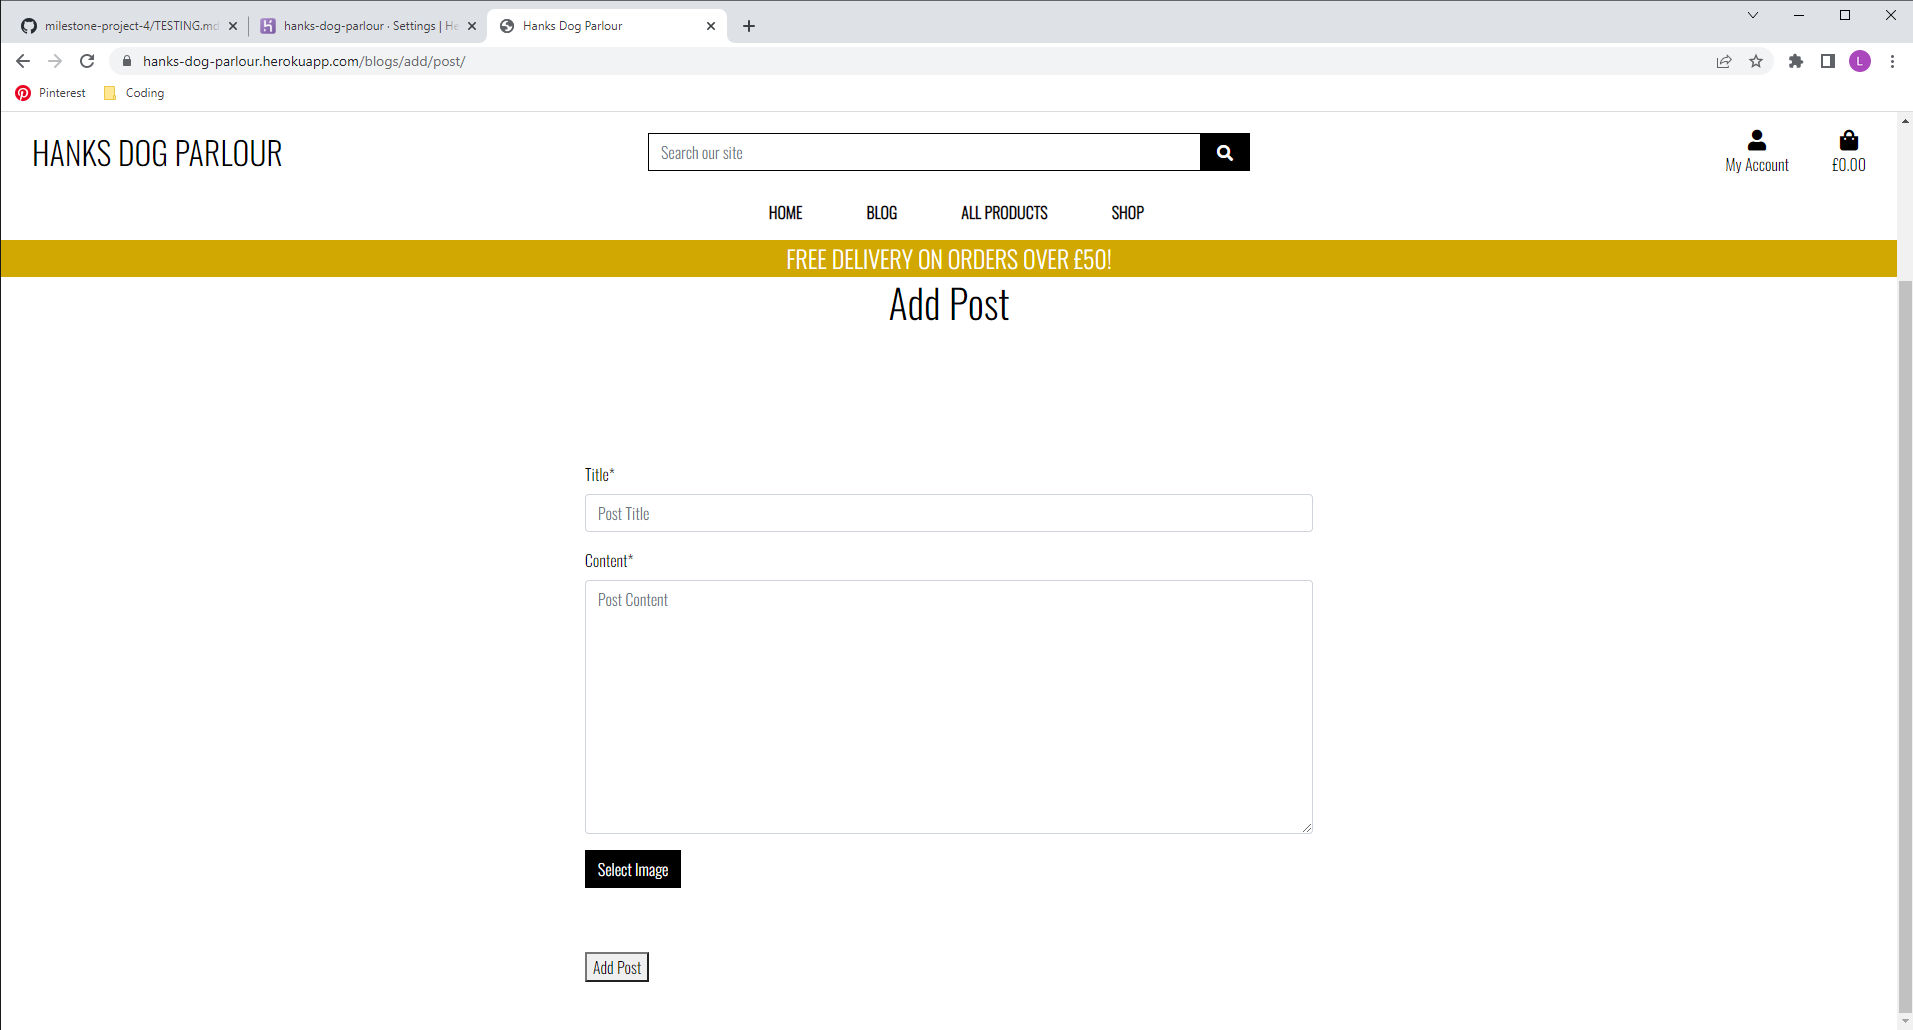 milestone-project-4/TESTING.md
hanks-dog-parlour · Settings | He
Hanks Dog Parlour
hanks-dog-parlour.herokuapp.com/blogs/add/post/
L
Pinterest
Coding
HANKS DOG PARLOUR
Search our site
My Account
£0.00
HOME BLOG ALL PRODUCTS SHOP
FREE DELIVERY ON ORDERS OVER £50!
Add Post
Title*
Post Title
Content*
Post Content
Select Image
Add Post